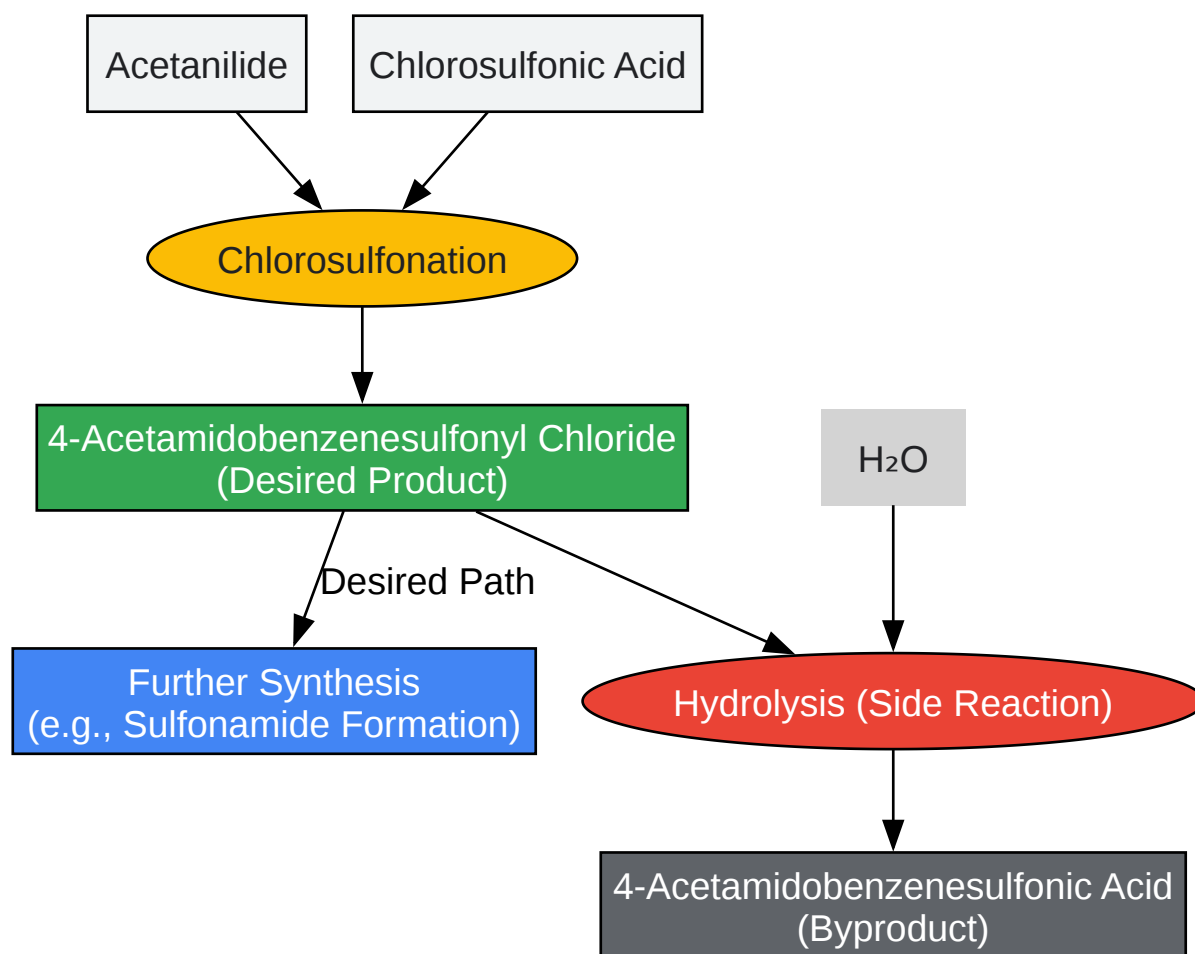 Acetanilide
Chlorosulfonic Acid
Chlorosulfonation
4-Acetamidobenzenesulfonyl Chloride
(Desired Product)
H₂O
Desired Path
Further Synthesis
(e.g., Sulfonamide Formation)
Hydrolysis (Side Reaction)
4-Acetamidobenzenesulfonic Acid
(Byproduct)